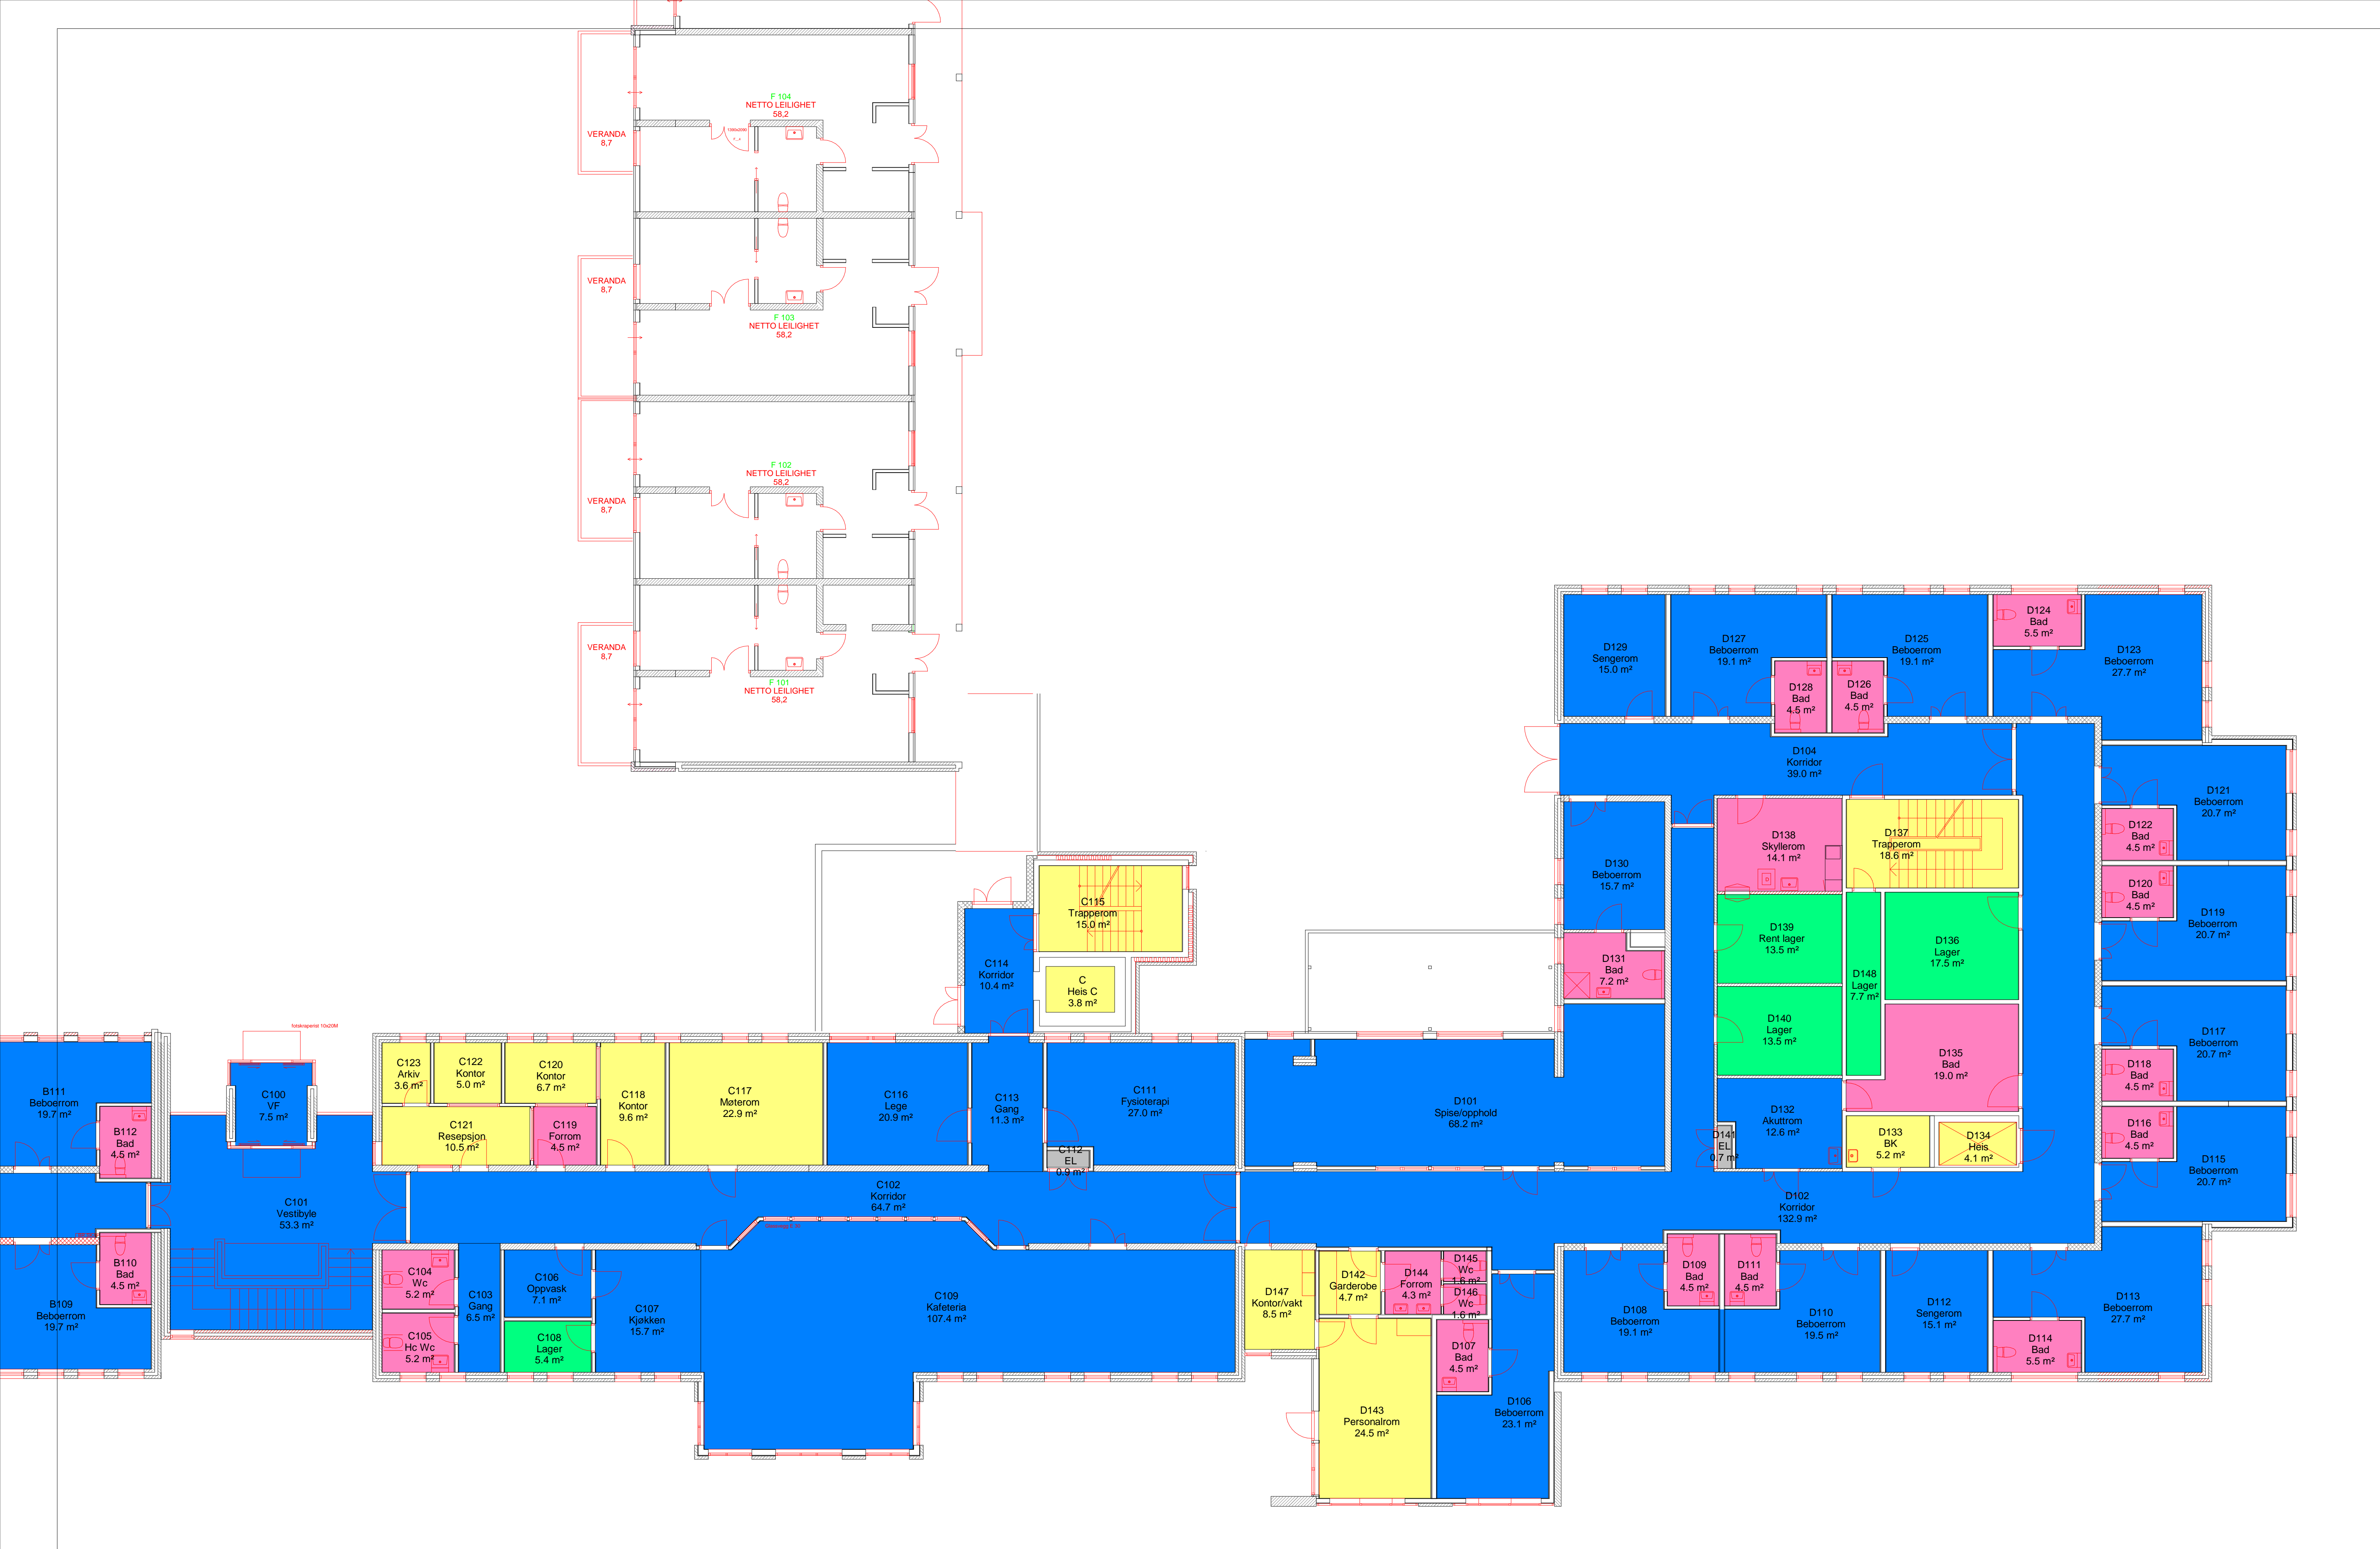 F 104
NETTO LEILIGHET
58,2
VERANDA
8,7
VERANDA
8,7
F 103
NETTO LEILIGHET
58,2
F 102
NETTO LEILIGHET
58,2
VERANDA
8,7
VERANDA
8,7
F 101
NETTO LEILIGHET
58,2
D129
Sengerom
15.0 m²
D127
Beboerrom
19.1 m²
D128
Bad
4.5 m²
D126
Bad
4.5 m²
D125
Beboerrom
19.1 m²
D124
Bad
5.5 m²
D123
Beboerrom
27.7 m²
D104
Korridor
39.0 m²
D121
Beboerrom
20.7 m²
D122
Bad
4.5 m²
D120
Bad
4.5 m²
D119
Beboerrom
20.7 m²
D130
Beboerrom
15.7 m²
D138
Skyllerom
14.1 m²
D137
Trapperom
18.6 m²
D131
Bad
7.2 m²
D139
Rent lager
13.5 m²
D148
Lager
7.7 m²
D136
Lager
17.5 m²
D140
Lager
13.5 m²
D135
Bad
19.0 m²
D117
Beboerrom
20.7 m²
D118
Bad
4.5 m²
D116
Bad
4.5 m²
D115
Beboerrom
20.7 m²
D132
Akuttrom
12.6 m²
D141
EL
0.7 m²
D133
BK
5.2 m²
D134
Heis
4.1 m²
C115
Trapperom
15.0 m²
C114
Korridor
10.4 m²
C
Heis C
3.8 m²
fotskraperist 10x20M
B111
Beboerrom
19.7 m²
B112
Bad
4.5 m²
C100
VF
7.5 m²
C123
Arkiv
3.6 m²
C122
Kontor
5.0 m²
C120
Kontor
6.7 m²
C121
Resepsjon
10.5 m²
C119
Forrom
4.5 m²
C118
Kontor
9.6 m²
C117
Møterom
22.9 m²
C116
Lege
20.9 m²
C113
Gang
11.3 m²
C111
Fysioterapi
27.0 m²
C112
EL
0.9 m²
D101
Spise/opphold
68.2 m²
C101
Vestibyle
53.3 m²
C102
Korridor
64.7 m²
D102
Korridor
132.9 m²
B110
Bad
4.5 m²
B109
Beboerrom
19.7 m²
C104
Wc
5.2 m²
C105
Hc Wc
5.2 m²
C103
Gang
6.5 m²
C106
Oppvask
7.1 m²
C108
Lager
5.4 m²
C107
Kjøkken
15.7 m²
C109
Kafeteria
107.4 m²
D147
Kontor/vakt
8.5 m²
D142
Garderobe
4.7 m²
D144
Forrom
4.3 m²
D145
Wc
1.6 m²
D146
Wc
1.6 m²
D107
Bad
4.5 m²
D143
Personalrom
24.5 m²
D106
Beboerrom
23.1 m²
D108
Beboerrom
19.1 m²
D109
Bad
4.5 m²
D111
Bad
4.5 m²
D110
Beboerrom
19.5 m²
D112
Sengerom
15.1 m²
D114
Bad
5.5 m²
D113
Beboerrom
27.7 m²